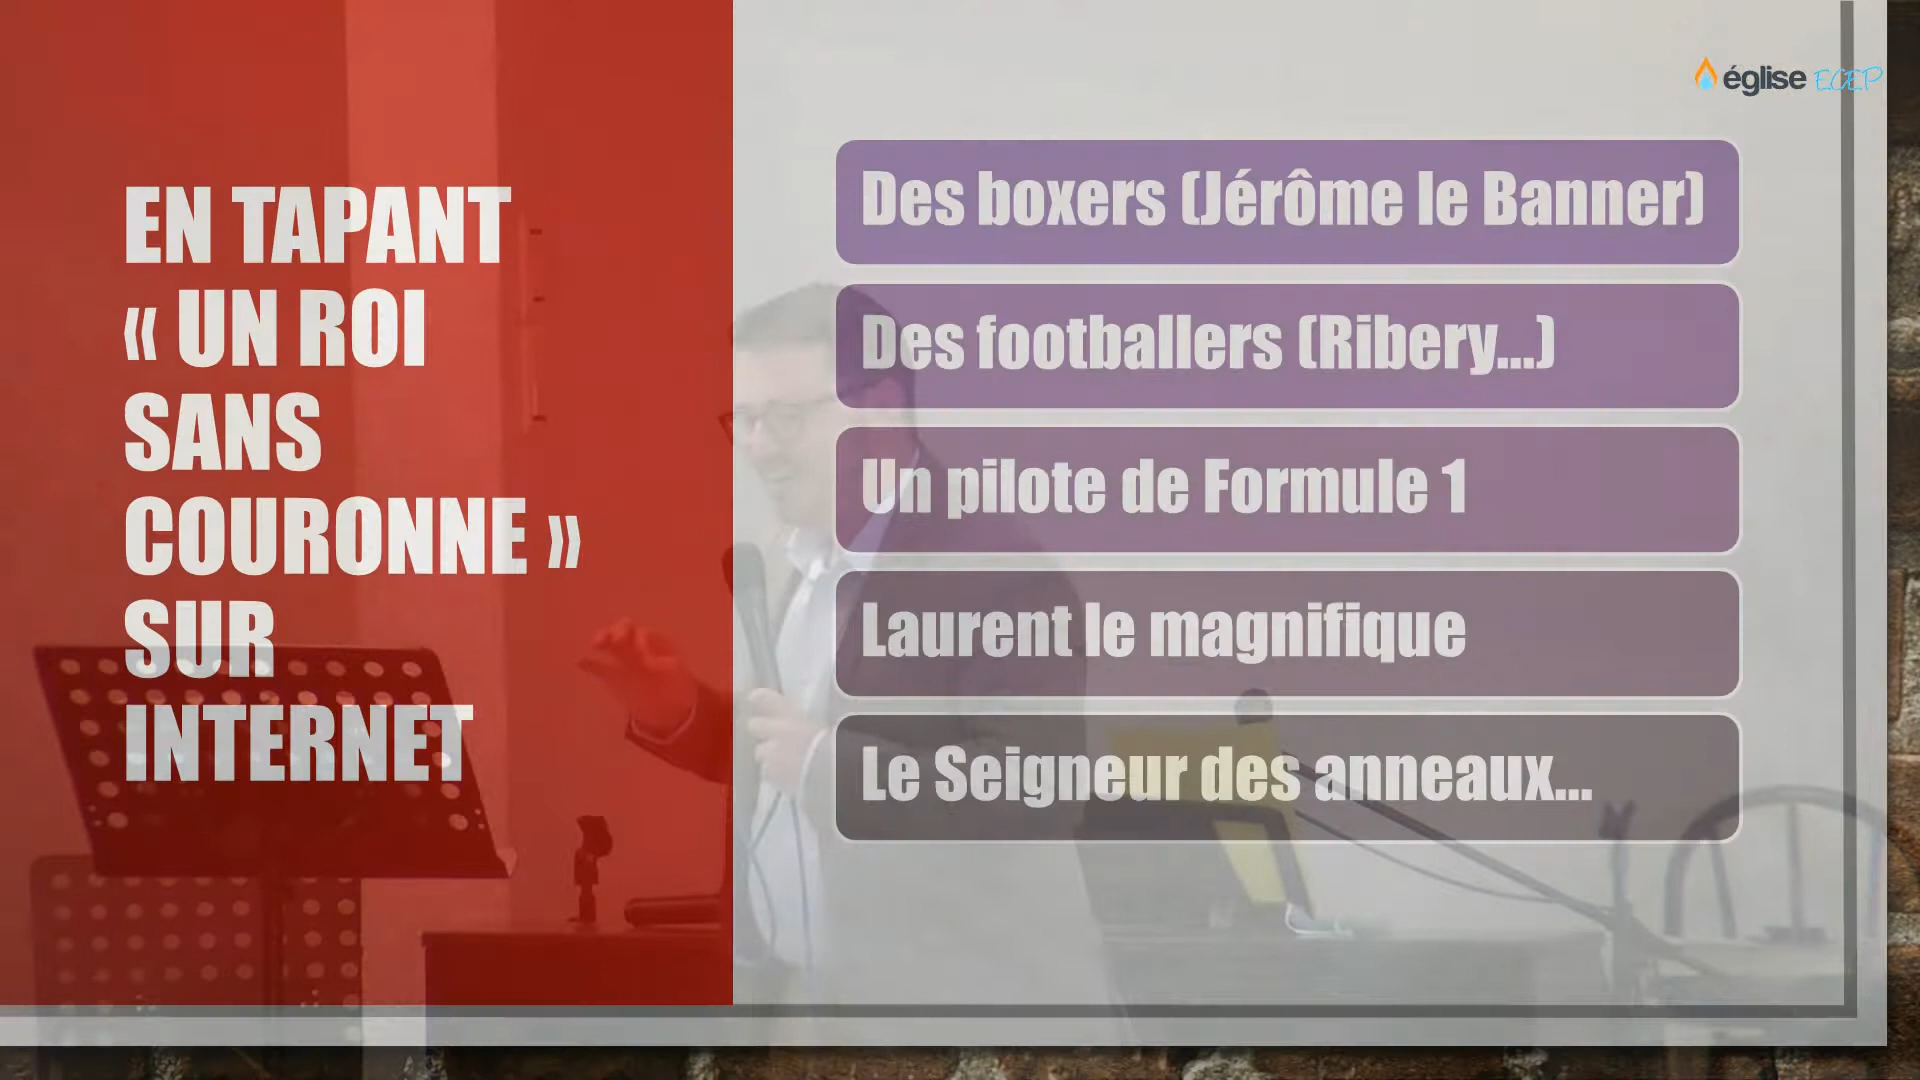 église ECEP
EN TAPANT
« UN ROI
SANS
COURONNE »
SUR
INTERNET
Des boxers (Jérôme le Banner)
Des footballers (Ribery...)
Un pilote de Formule 1
Laurent le magnifique
Le Seigneur des anneaux...